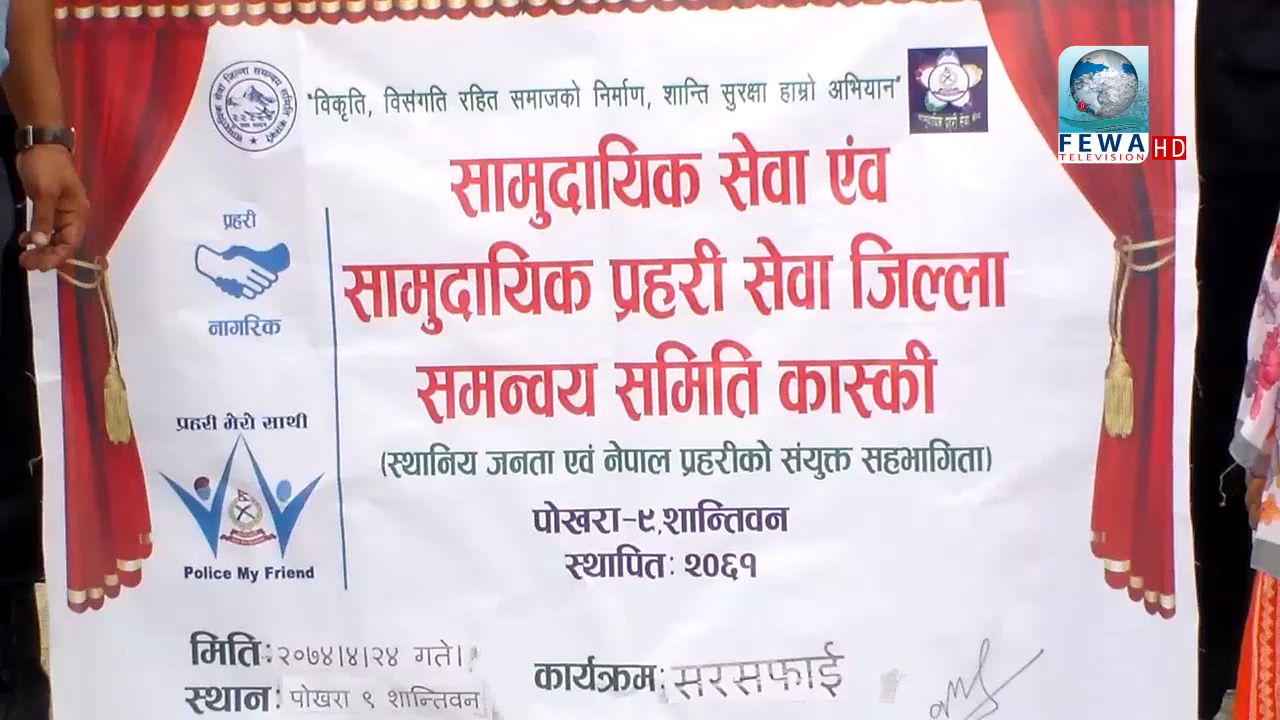 "विकृति, विसंगति रहित समाजको निर्माण, शान्ति सुरक्षा हाम्रो अभियान"
FEWA HD
TELEVISION
सामुदायिक सेवा एंव
सामुदायिक प्रहरी सेवा जिल्ला
समन्वय समिति कास्की
(स्थानिय जनता एवं नेपाल प्रहरीको संयुक्त सहभागिता)
पोखरा-९,शान्तिवन
स्थापित: २०६१
प्रहरी
नागरिक
प्रहरी मेरो साथी
Police My Friend
मिति: २०७४।४।२४ गते।
कार्यक्रम: सरसफाई
स्थान: पोखरा ९ शान्तिवन